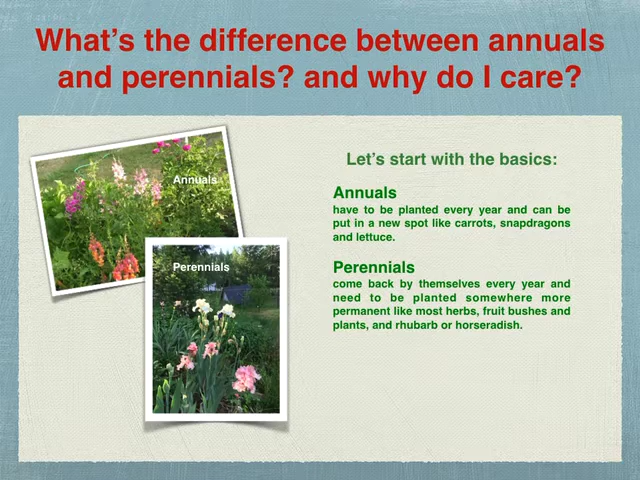 What's the difference between annuals
and perennials? and why do I care?
Annuals
Perennials
Let's start with the basics:
Annuals
have to be planted every year and can be
put in a new spot like carrots, snapdragons
and lettuce.
Perennials
come back by themselves every year and
need to be planted somewhere more
permanent like most herbs, fruit bushes and
plants, and rhubarb or horseradish.